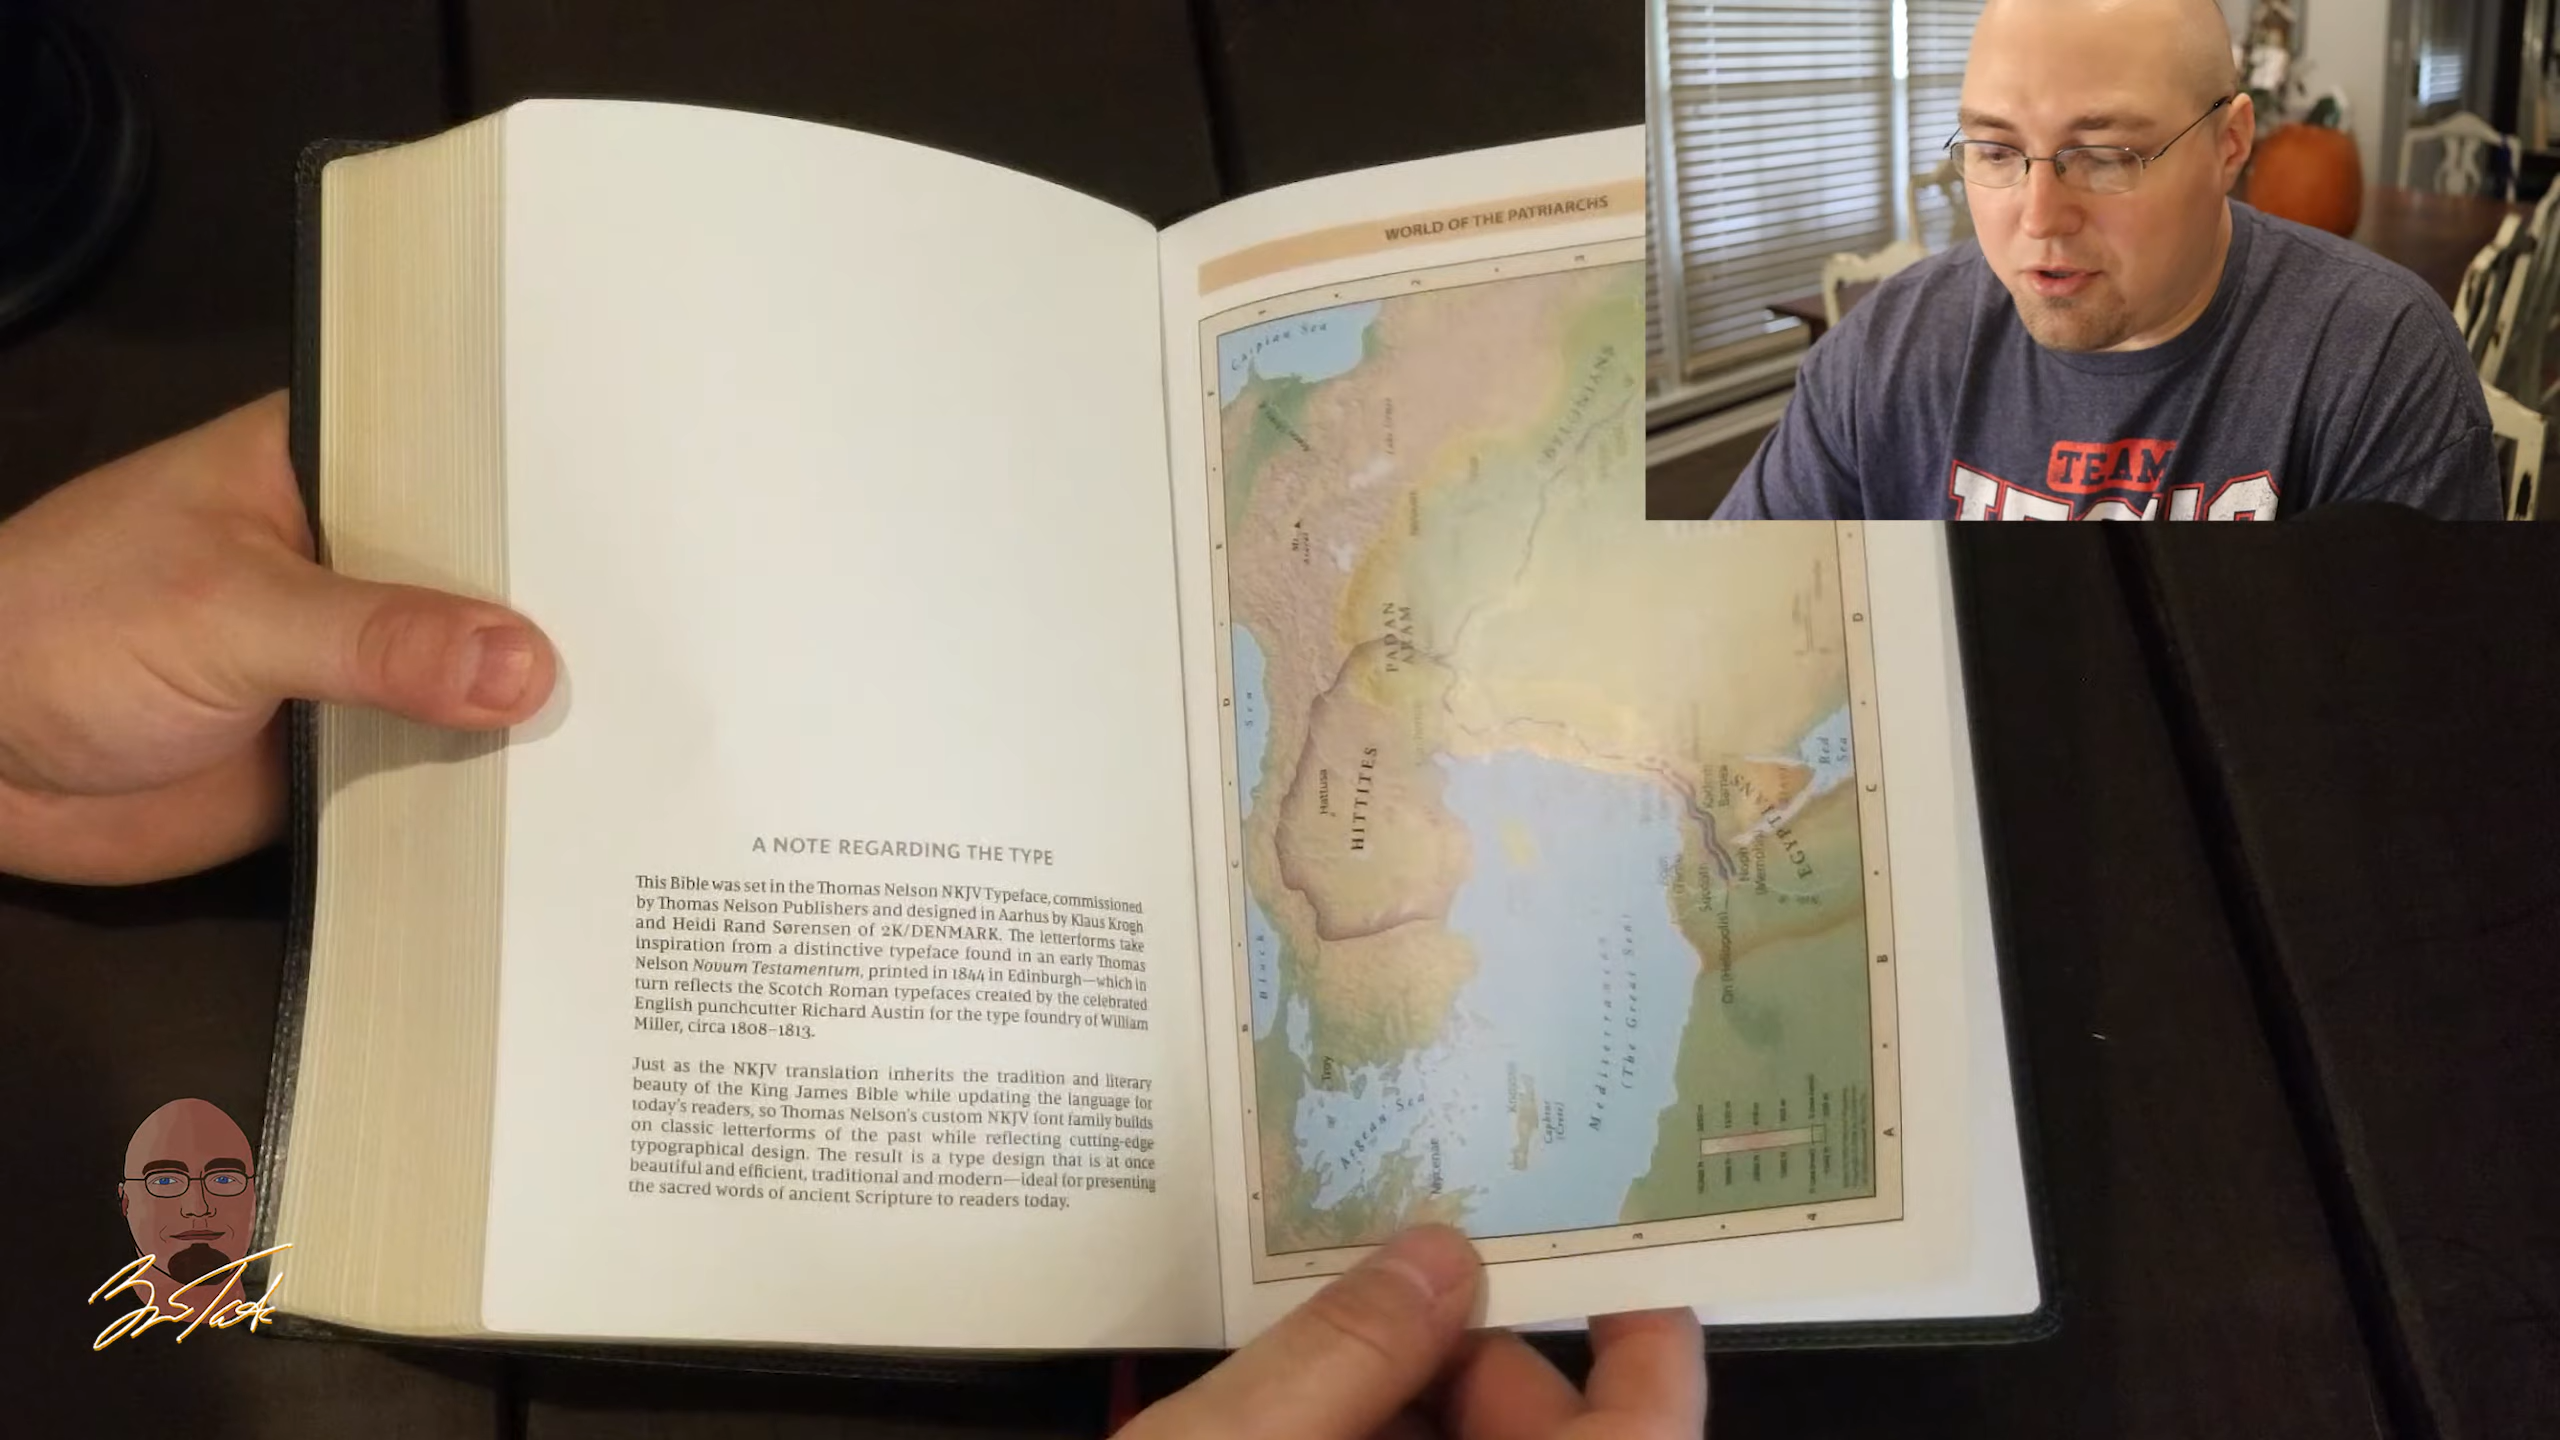 A NOTE REGARDING THE TYPE
This Bible was set in the Thomas Nelson NKJV Typeface, commissioned
by Thomas Nelson Publishers and designed in Aarhus by Klaus Krogh
and Heidi Rand Sørensen of 2K/DENMARK. The letterforms take
inspiration from a distinctive typeface found in an early Thomas
Nelson Novum Testamentum, printed in 1844 in Edinburgh—which in
turn reflects the Scotch Roman typefaces created by the celebrated
English punchcutter Richard Austin for the type foundry of William
Miller, circa 1808–1813.
Just as the NKJV translation inherits the tradition and literary
beauty of the King James Bible while updating the language for
today's readers, so Thomas Nelson's custom NKJV font family builds
on classic letterforms of the past while reflecting cutting-edge
typographical design. The result is a type design that is at once
beautiful and efficient, traditional and modern—ideal for presenting
the sacred words of ancient Scripture to readers today.
WORLD OF THE PATRIARCHS
Caspian Sea
Mt.
Ararat
PADAN
ARAM
HITTITES
Hattusa
Black
Sea
Troy
Aegean Sea
Mycenae
Knossos
Caphtor
(Crete)
Mediterranean
(The Great Sea)
Red
Sea
Kadesh
Barnea
EGYPTIANS
Succoth
Noph
(Memphis)
On (Heliopolis)
A
B
C
D
E
A
B
C
D
3
4
TEAM
JESUS